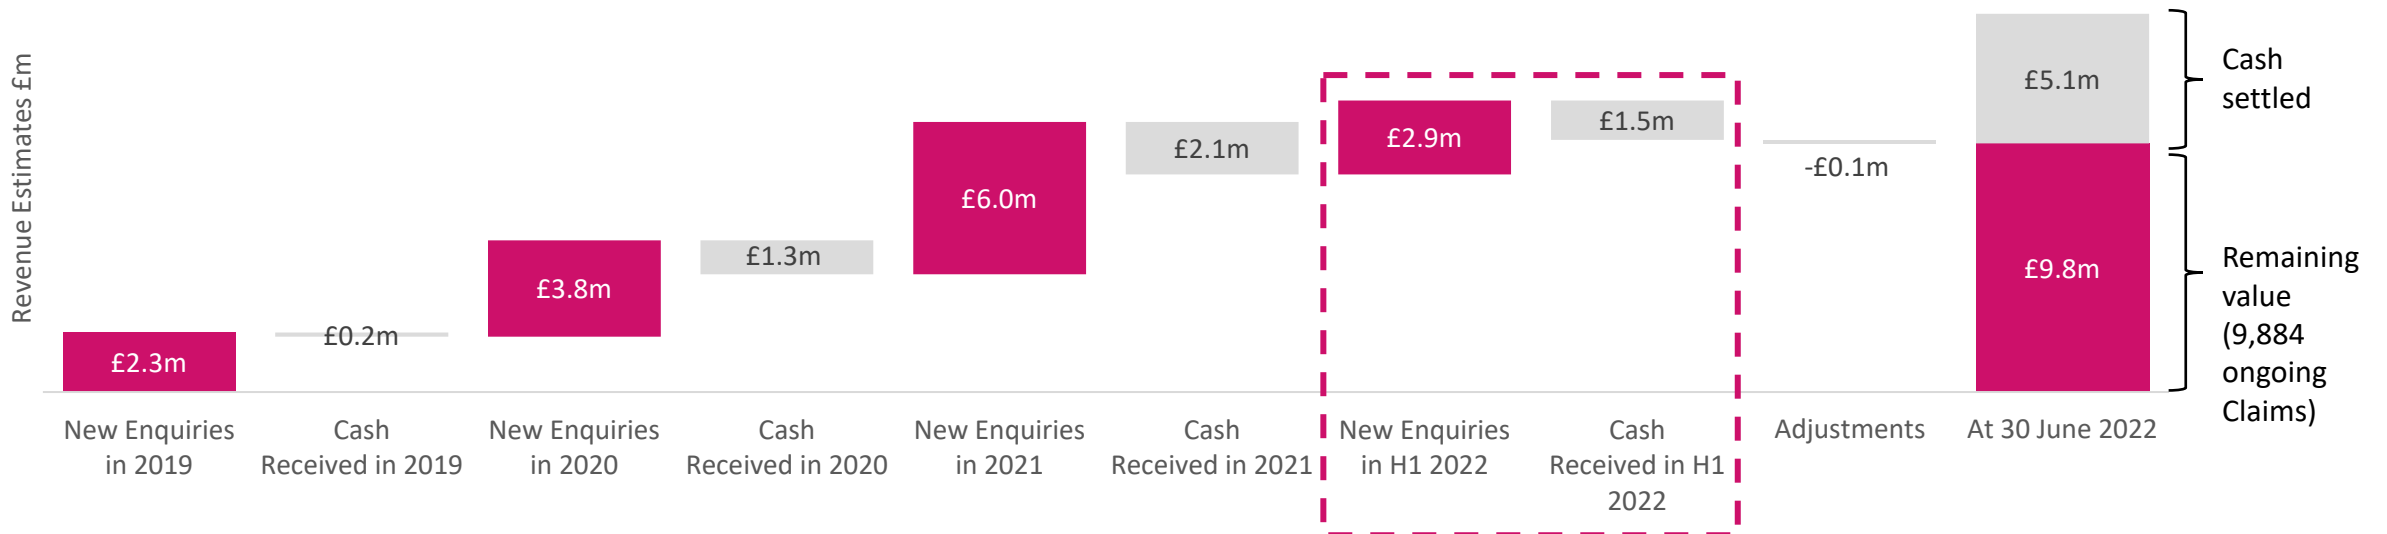 Revenue Estimates £m
£2.3m
£0.2m
£3.8m
£1.3m
£6.0m
£2.1m
£2.9m
£1.5m
-£0.1m
£5.1m
£9.8m
Cash
settled
Remaining
value
(9,884
ongoing
Claims)
New Enquiries
in 2019
Cash
Received in 2019
New Enquiries
in 2020
Cash
Received in 2020
New Enquiries
in 2021
Cash
Received in 2021
New Enquiries
in H1 2022
Cash
Received in H1
2022
Adjustments
At 30 June 2022